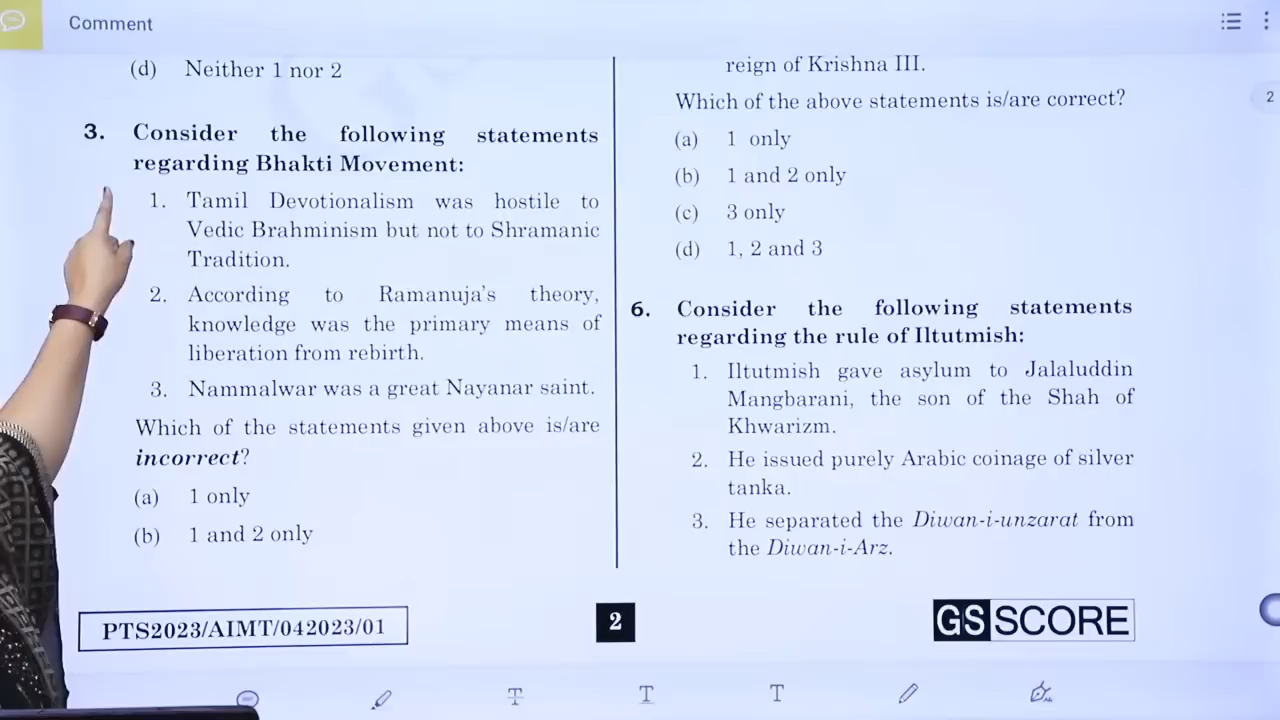 Comment
(d) Neither 1 nor 2
3. Consider the following statements
regarding Bhakti Movement:
1. Tamil Devotionalism was hostile to
Vedic Brahminism but not to Shramanic
Tradition.
2. According to Ramanuja's theory,
knowledge was the primary means of
liberation from rebirth.
3. Nammalwar was a great Nayanar saint.
Which of the statements given above is/are
incorrect?
(a) 1 only
(b) 1 and 2 only
reign of Krishna III.
Which of the above statements is/are correct?
(a) 1 only
(b) 1 and 2 only
(c) 3 only
(d) 1, 2 and 3
6. Consider the following statements
regarding the rule of Iltutmish:
1. Iltutmish gave asylum to Jalaluddin
Mangbarani, the son of the Shah of
Khwarizm.
2. He issued purely Arabic coinage of silver
tanka.
3. He separated the Diwan-i-unzarat from
the Diwan-i-Arz.
2
PTS2023/AIMT/042023/01
2
GSSCORE
T T T